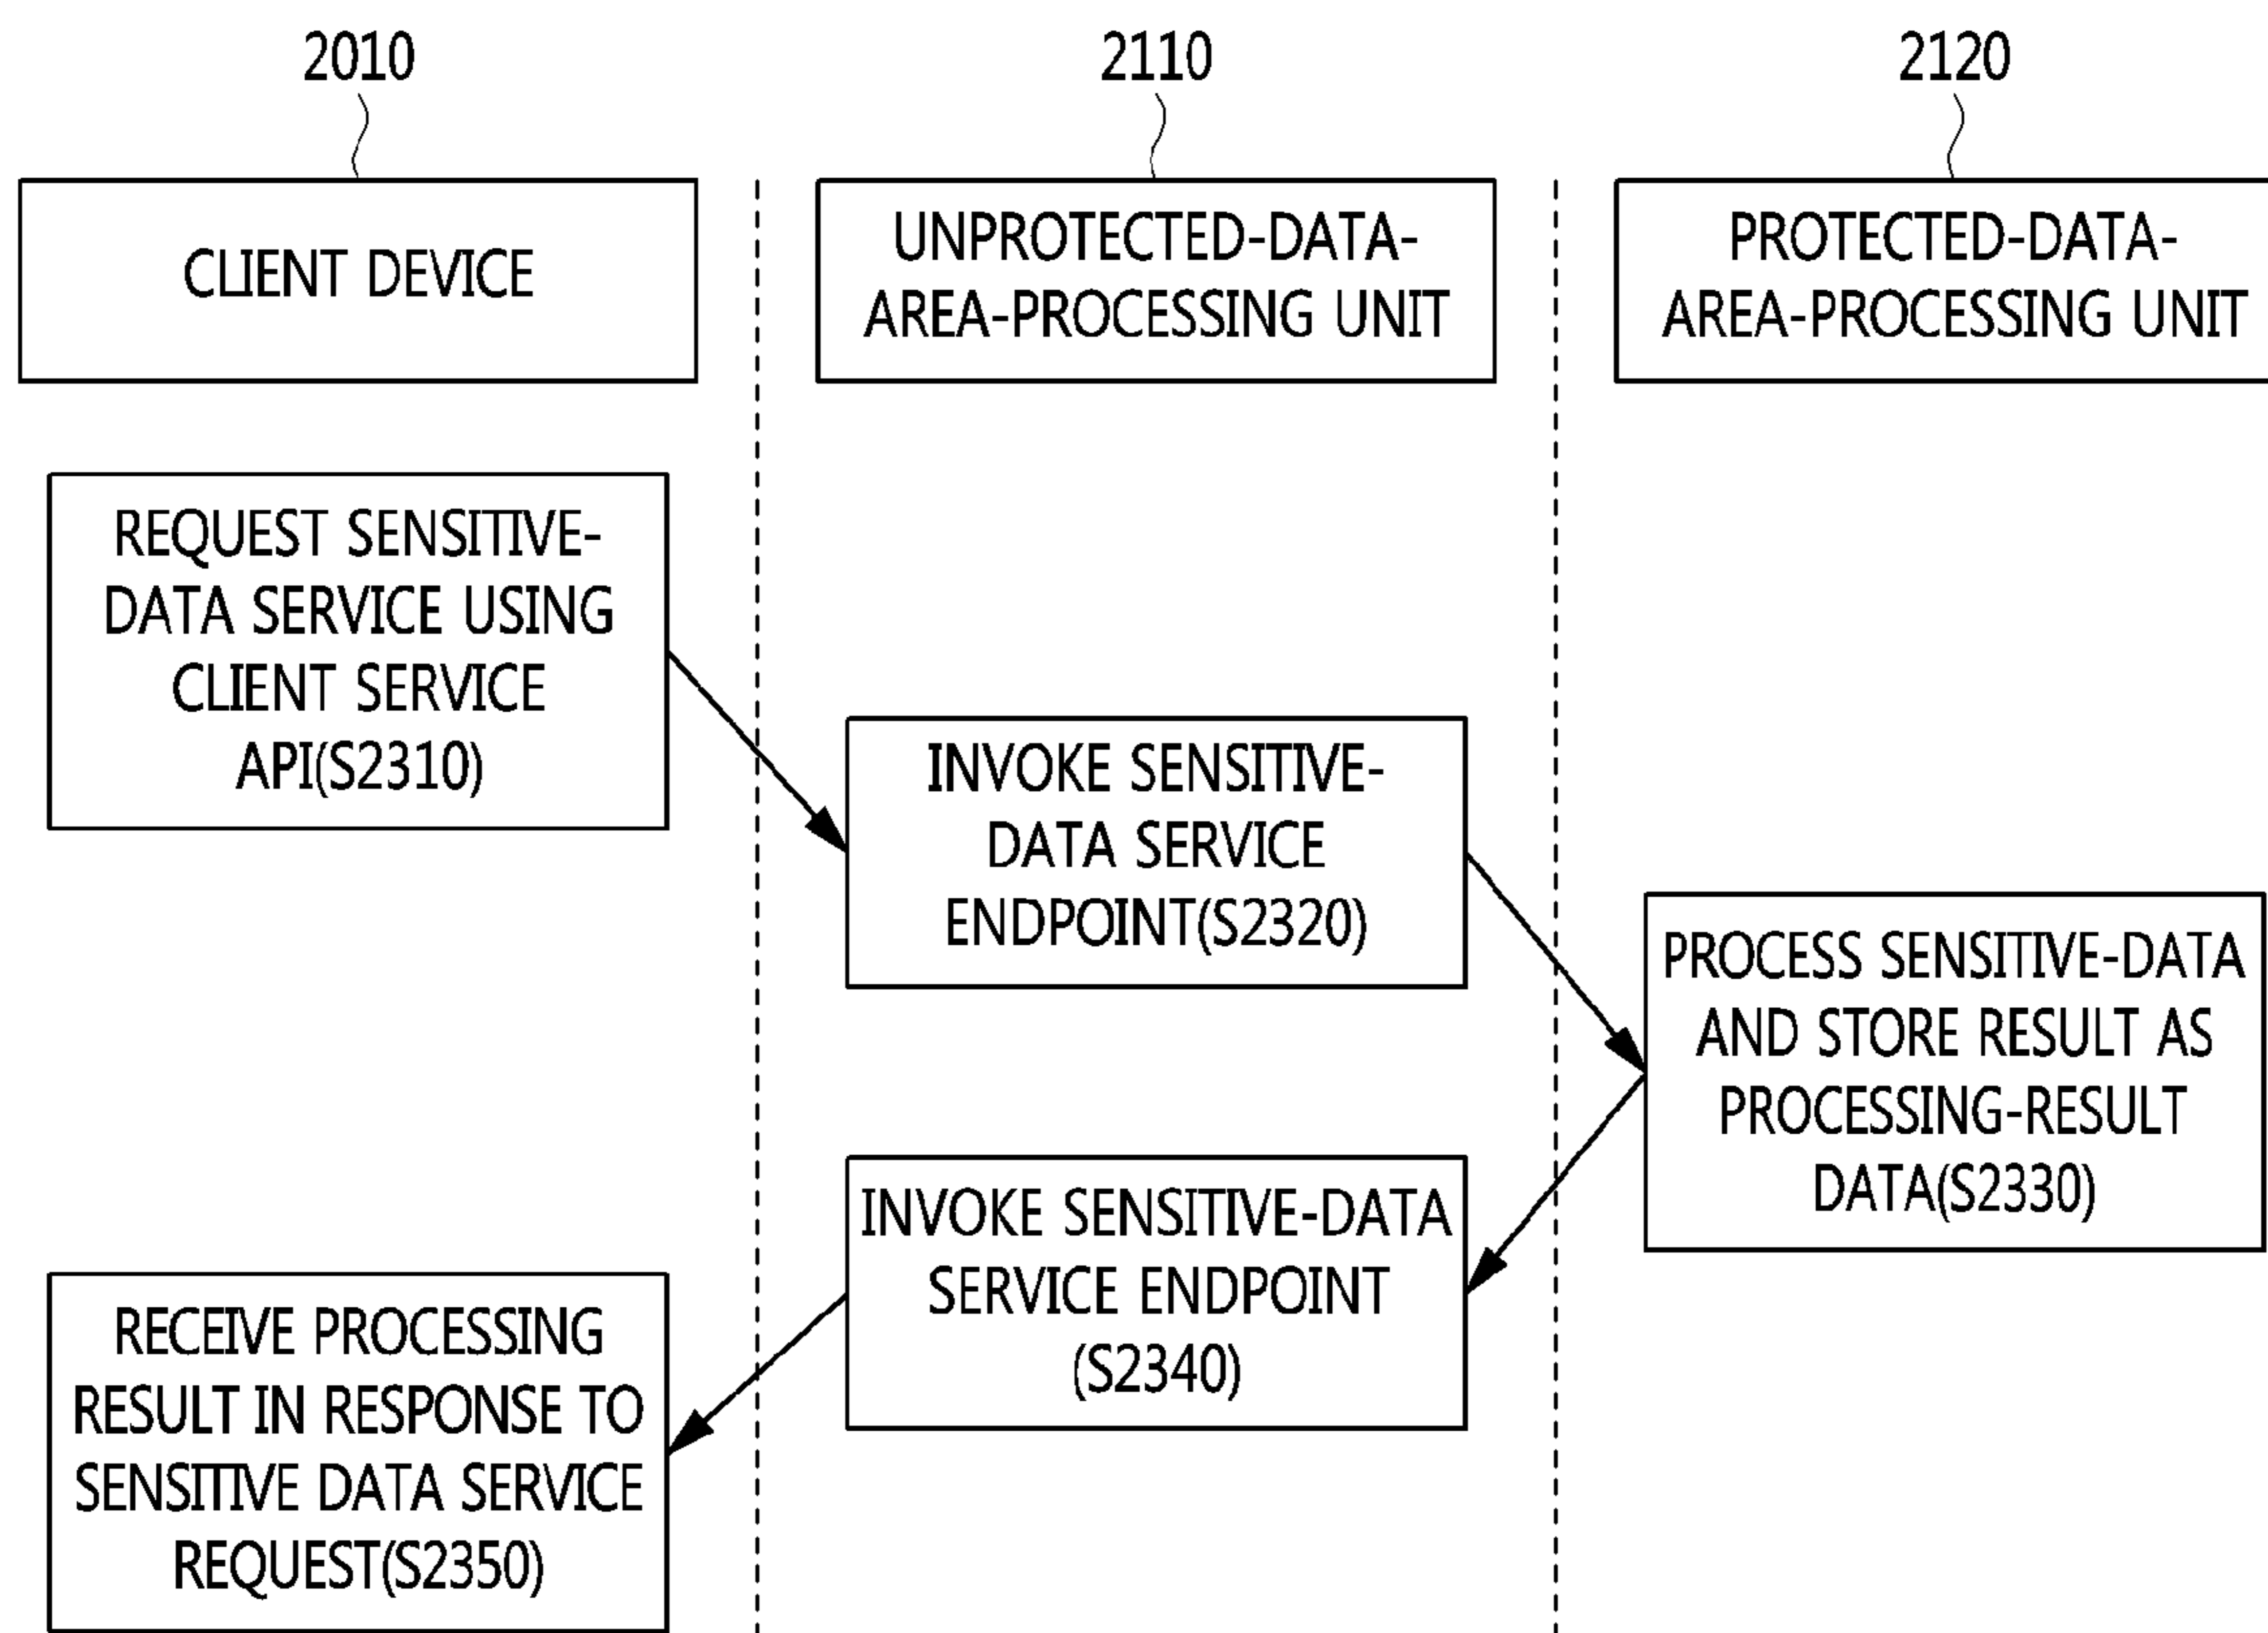 2010
2110
2120
CLIENT DEVICE
UNPROTECTED-DATA-
AREA-PROCESSING UNIT
PROTECTED-DATA-
AREA-PROCESSING UNIT
REQUEST SENSITIVE-
DATA SERVICE USING
CLIENT SERVICE
API(S2310)
INVOKE SENSITIVE-
DATA SERVICE
ENDPOINT(S2320)
PROCESS SENSITIVE-DATA
AND STORE RESULT AS
PROCESSING-RESULT
DATA(S2330)
INVOKE SENSITIVE-DATA
SERVICE ENDPOINT
(S2340)
RECEIVE PROCESSING
RESULT IN RESPONSE TO
SENSITIVE DATA SERVICE
REQUEST(S2350)